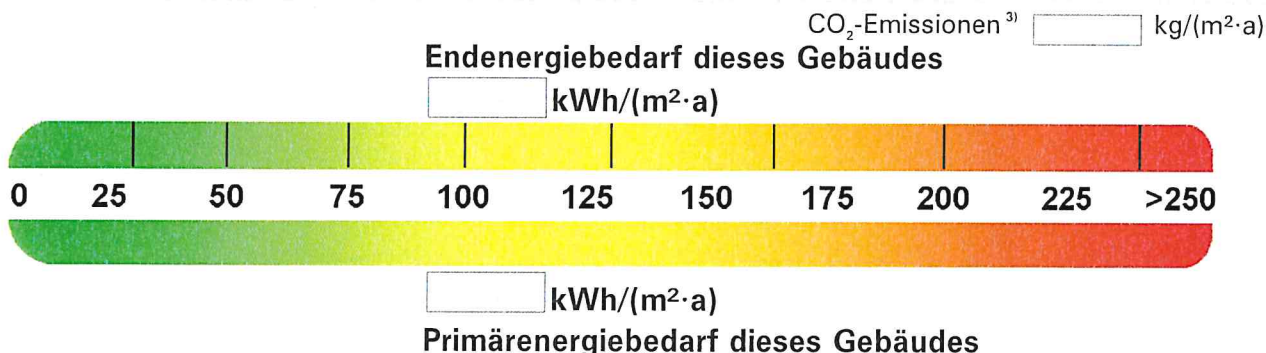 CO₂-Emissionen ³⁾ kg/(m²·a)
Endenergiebedarf dieses Gebäudes
kWh/(m²·a)
0 25 50 75 100 125 150 175 200 225 >250
kWh/(m²·a)
Primärenergiebedarf dieses Gebäudes